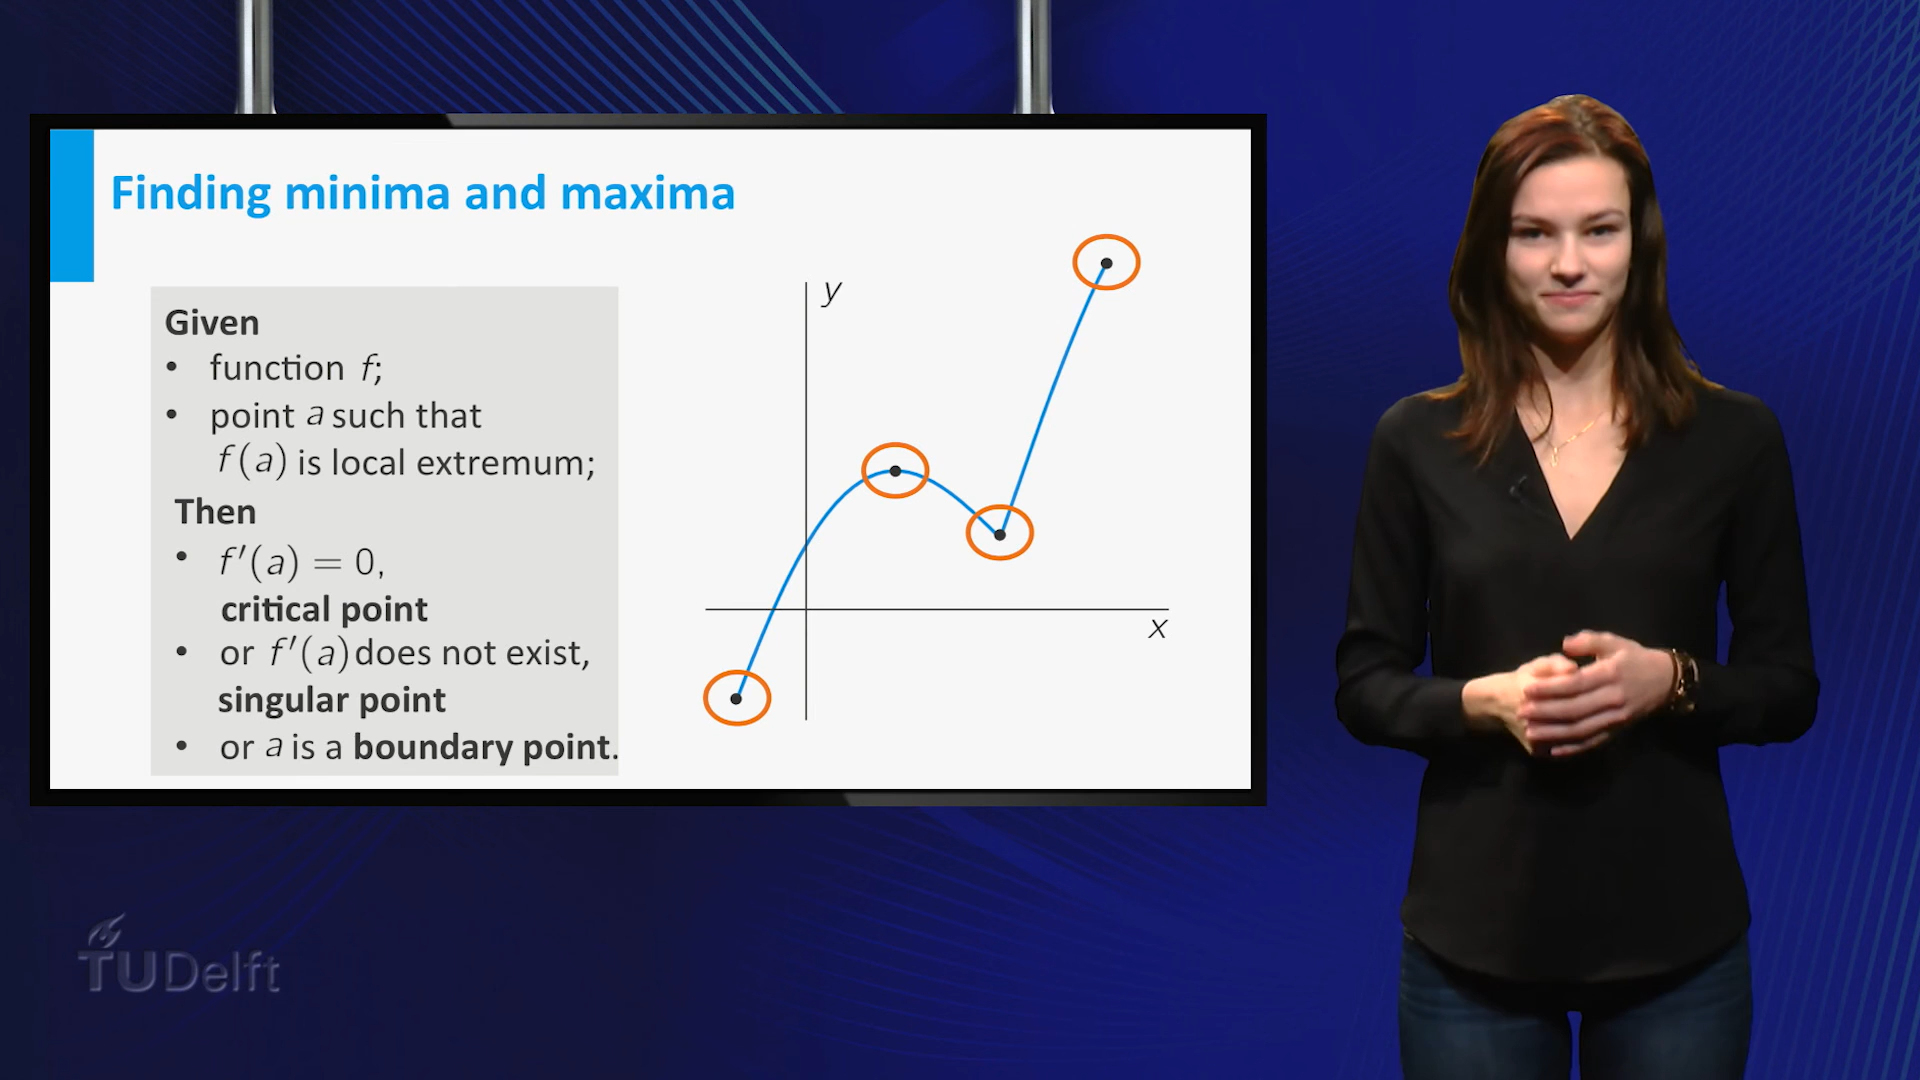 Finding minima and maxima
Given
• function f;
• point a such that
f(a) is local extremum;
Then
• f′(a) = 0,
critical point
• or f′(a) does not exist,
singular point
• or a is a boundary point.
y
x
TUDelft